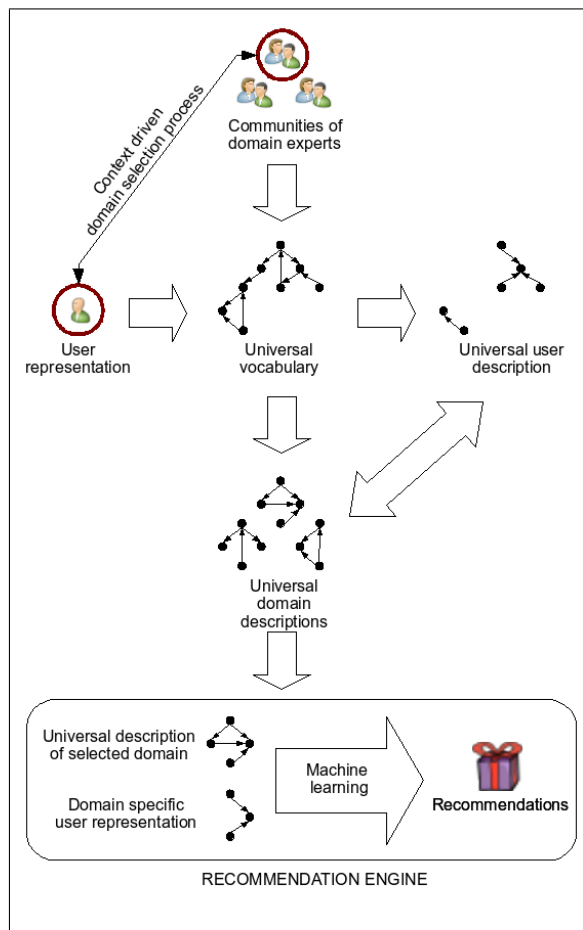 Communities of
domain experts
Context driven
domain selection process
User
representation
Universal
vocabulary
Universal user
description
Universal
domain
descriptions
Universal description
of selected domain
Domain specific
user representation
Machine
learning
Recommendations
RECOMMENDATION ENGINE